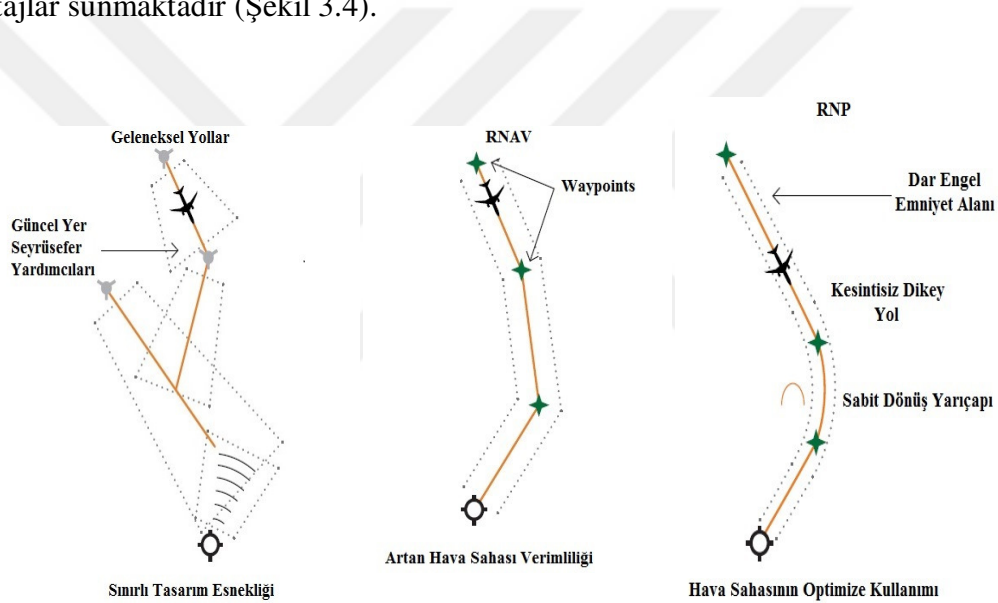 tajlar sunmaktadır (Şekil 3.4).
Geleneksel Yollar
Güncel Yer
Seyrüsefer
Yardımcıları
Sınırlı Tasarım Esnekliği
RNAV
Waypoints
Artan Hava Sahası Verimliliği
RNP
Dar Engel
Emniyet Alanı
Kesintisiz Dikey
Yol
Sabit Dönüş Yarıçapı
Hava Sahasının Optimize Kullanımı